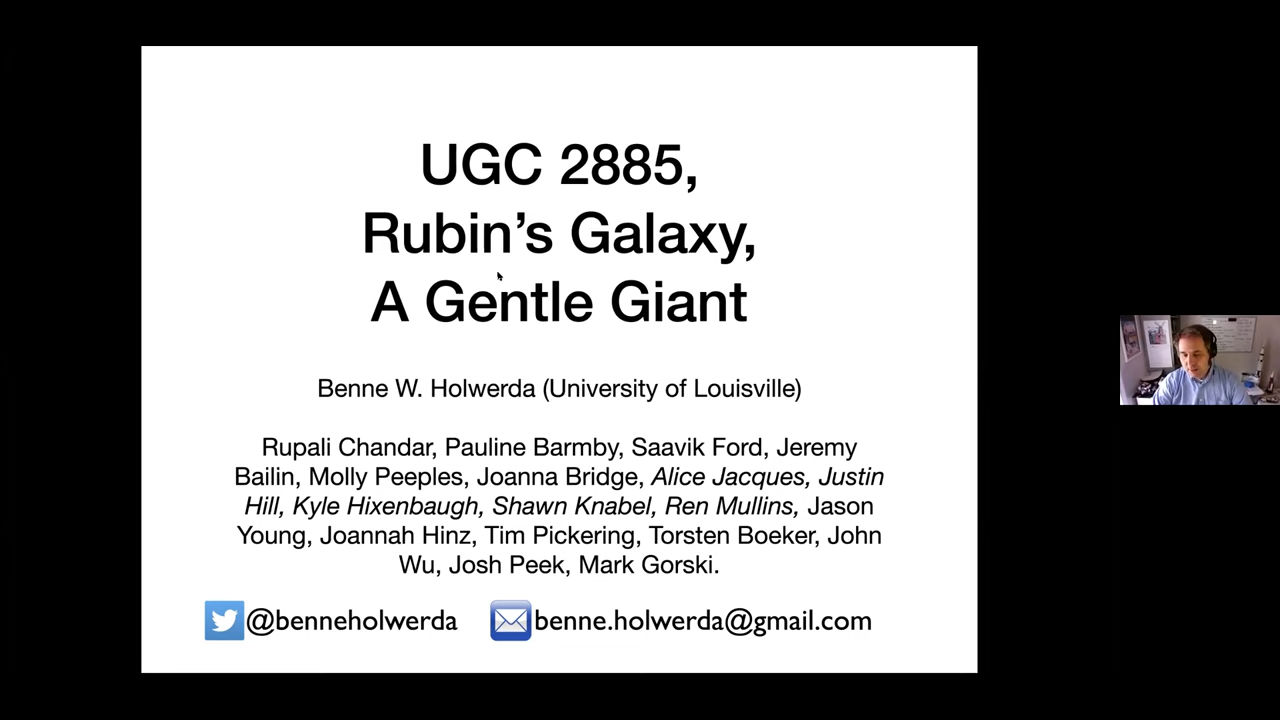 UGC 2885,
Rubin’s Galaxy,
A Gentle Giant
Benne W. Holwerda (University of Louisville)
Rupali Chandar, Pauline Barmby, Saavik Ford, Jeremy
Bailin, Molly Peeples, Joanna Bridge, Alice Jacques, Justin
Hill, Kyle Hixenbaugh, Shawn Knabel, Ren Mullins, Jason
Young, Joannah Hinz, Tim Pickering, Torsten Boeker, John
Wu, Josh Peek, Mark Gorski.
@benneholwerda benne.holwerda@gmail.com